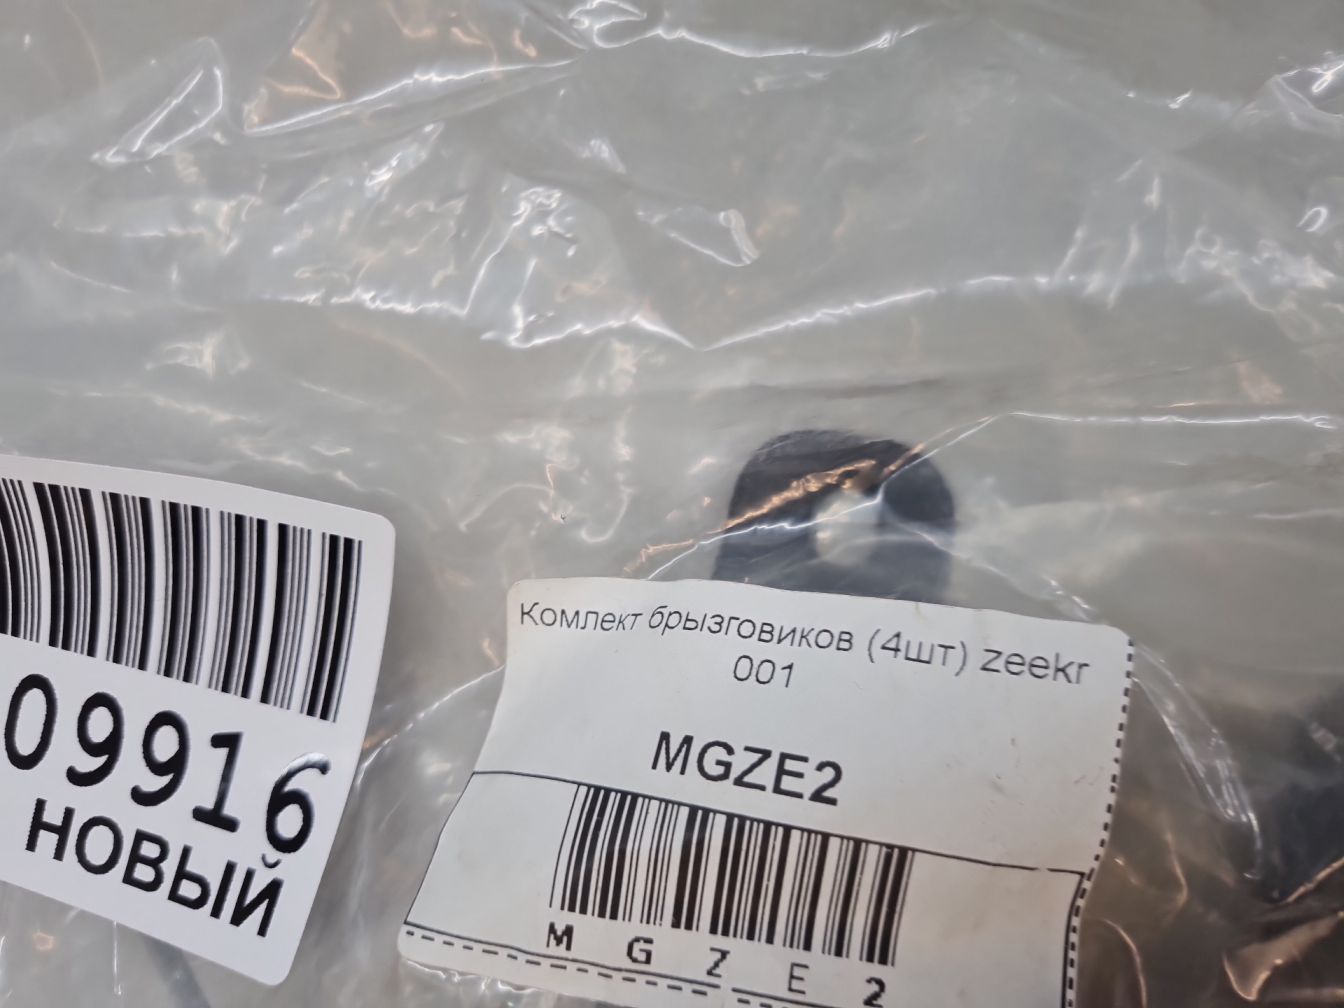 Комлект брызговиков (4шт) zeekr
001
MGZE2
M G Z E 2
09916
НОВЫЙ